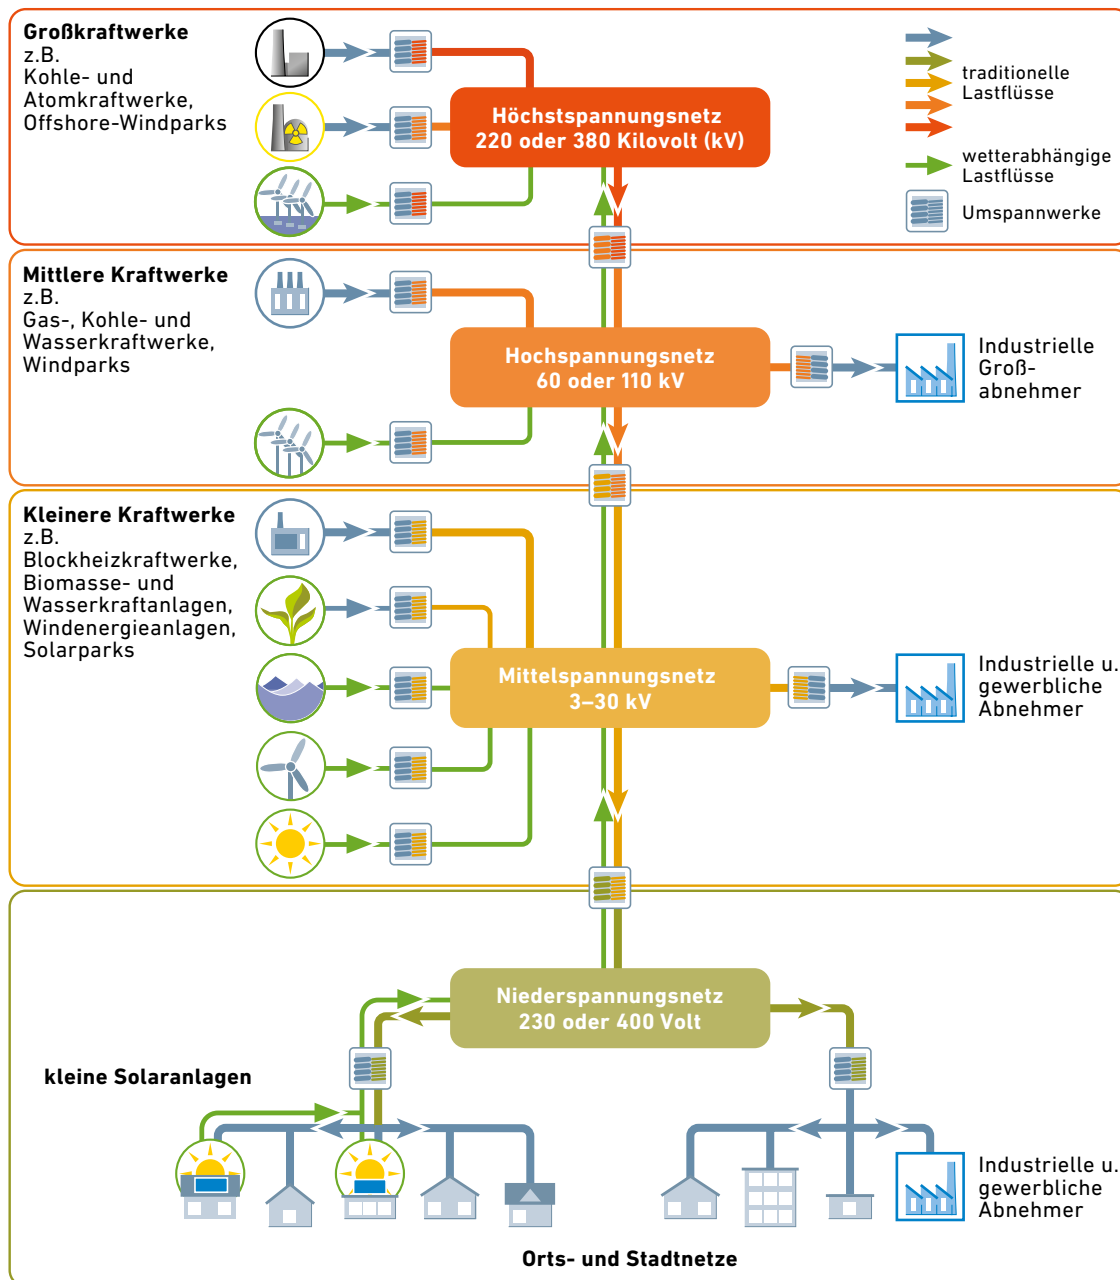 Großkraftwerke
z.B.
Kohle- und
Atomkraftwerke,
Offshore-Windparks
Höchstspannungsnetz
220 oder 380 Kilovolt (kV)
traditionelle
Lastflüsse
wetterabhängige
Lastflüsse
Umspannwerke
Mittlere Kraftwerke
z.B.
Gas-, Kohle- und
Wasserkraftwerke,
Windparks
Hochspannungsnetz
60 oder 110 kV
Industrielle
Groß-
abnehmer
Kleinere Kraftwerke
z.B.
Blockheizkraftwerke,
Biomasse- und
Wasserkraftanlagen,
Windenergieanlagen,
Solarparks
Mittelspannungsnetz
3–30 kV
Industrielle u.
gewerbliche
Abnehmer
Niederspannungsnetz
230 oder 400 Volt
kleine Solaranlagen
Industrielle u.
gewerbliche
Abnehmer
Orts- und Stadtnetze